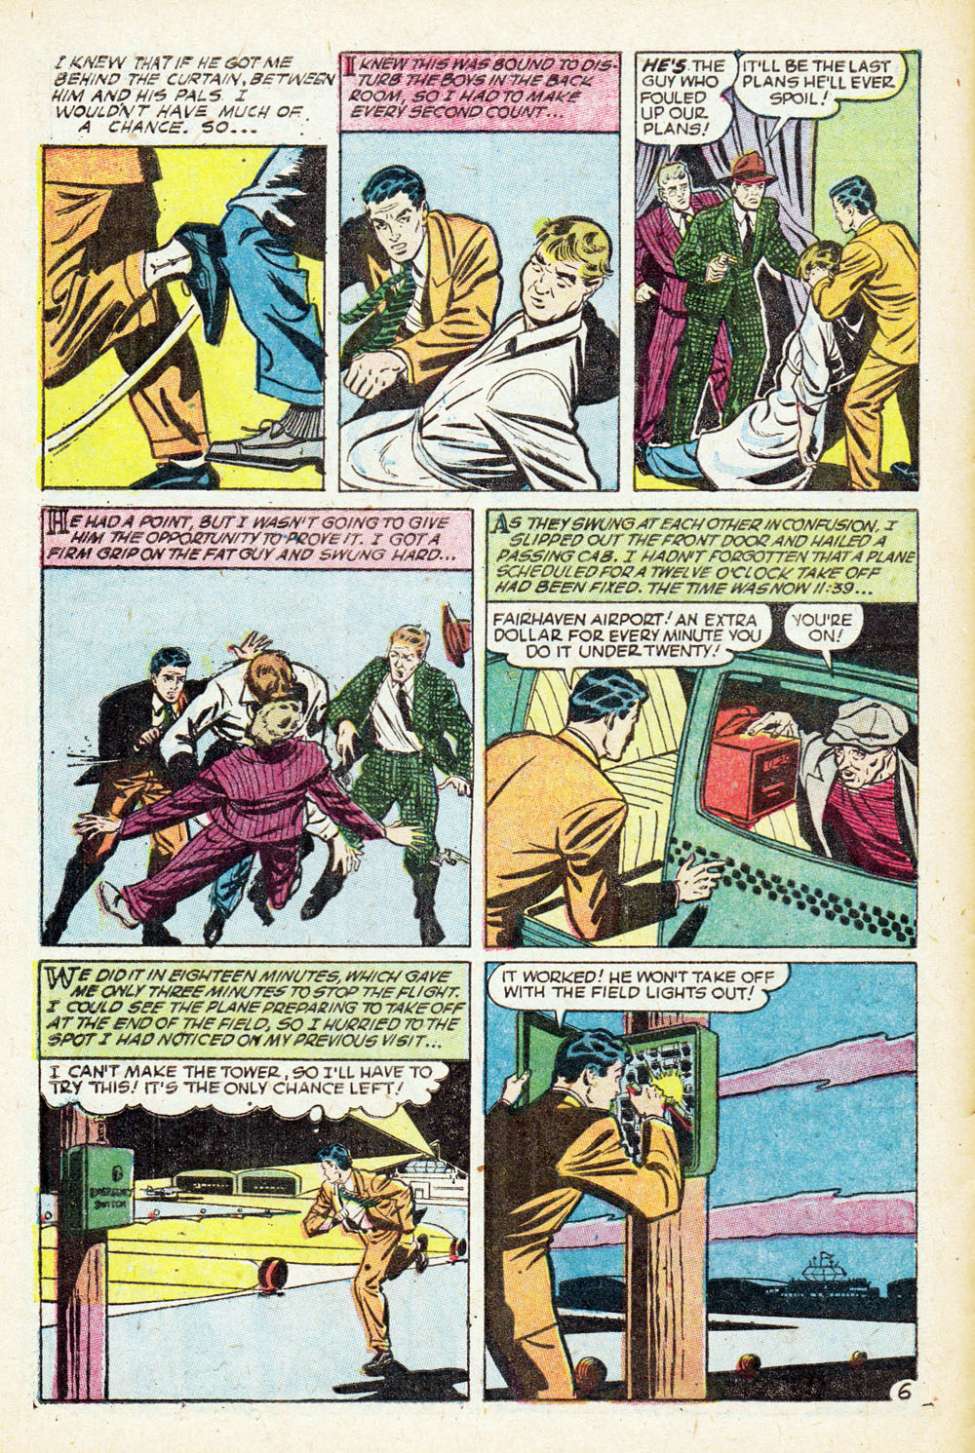 I KNEW THAT IF HE GOT ME
BEHIND THE CURTAIN, BETWEEN
HIM AND HIS PALS I
WOULDN'T HAVE MUCH OF
A CHANCE. SO...
I KNEW THIS WAS BOUND TO DIS-
TURB THE BOYS IN THE BACK
ROOM, SO I HAD TO MAKE
EVERY SECOND COUNT...
HE'S THE
GUY WHO
FOULED
UP OUR
PLANS!
IT'LL BE THE LAST
PLANS HE'LL EVER
SPOIL!
HE HAD A POINT, BUT I WASN'T GOING TO GIVE
HIM THE OPPORTUNITY TO PROVE IT. I GOT A
FIRM GRIP ON THE FAT GUY AND SWUNG HARD...
AS THEY SWUNG AT EACH OTHER IN CONFUSION, I
SLIPPED OUT THE FRONT DOOR AND HAILED A
PASSING CAB. I HADN'T FORGOTTEN THAT A PLANE
SCHEDULED FOR A TWELVE O'CLOCK TAKE OFF
HAD BEEN FIXED. THE TIME WAS NOW 11:39...
FAIRHAVEN AIRPORT! AN EXTRA
DOLLAR FOR EVERY MINUTE YOU
DO IT UNDER TWENTY!
YOU'RE
ON!
WE DID IT IN EIGHTEEN MINUTES, WHICH GAVE
ME ONLY THREE MINUTES TO STOP THE FLIGHT.
I COULD SEE THE PLANE PREPARING TO TAKE OFF
AT THE END OF THE FIELD, SO I HURRIED TO THE
SPOT I HAD NOTICED ON MY PREVIOUS VISIT...
I CAN'T MAKE THE TOWER, SO I'LL HAVE TO
TRY THIS! IT'S THE ONLY CHANCE LEFT!
EMERGENCY
SWITCH
IT WORKED! HE WON'T TAKE OFF
WITH THE FIELD LIGHTS OUT!
6